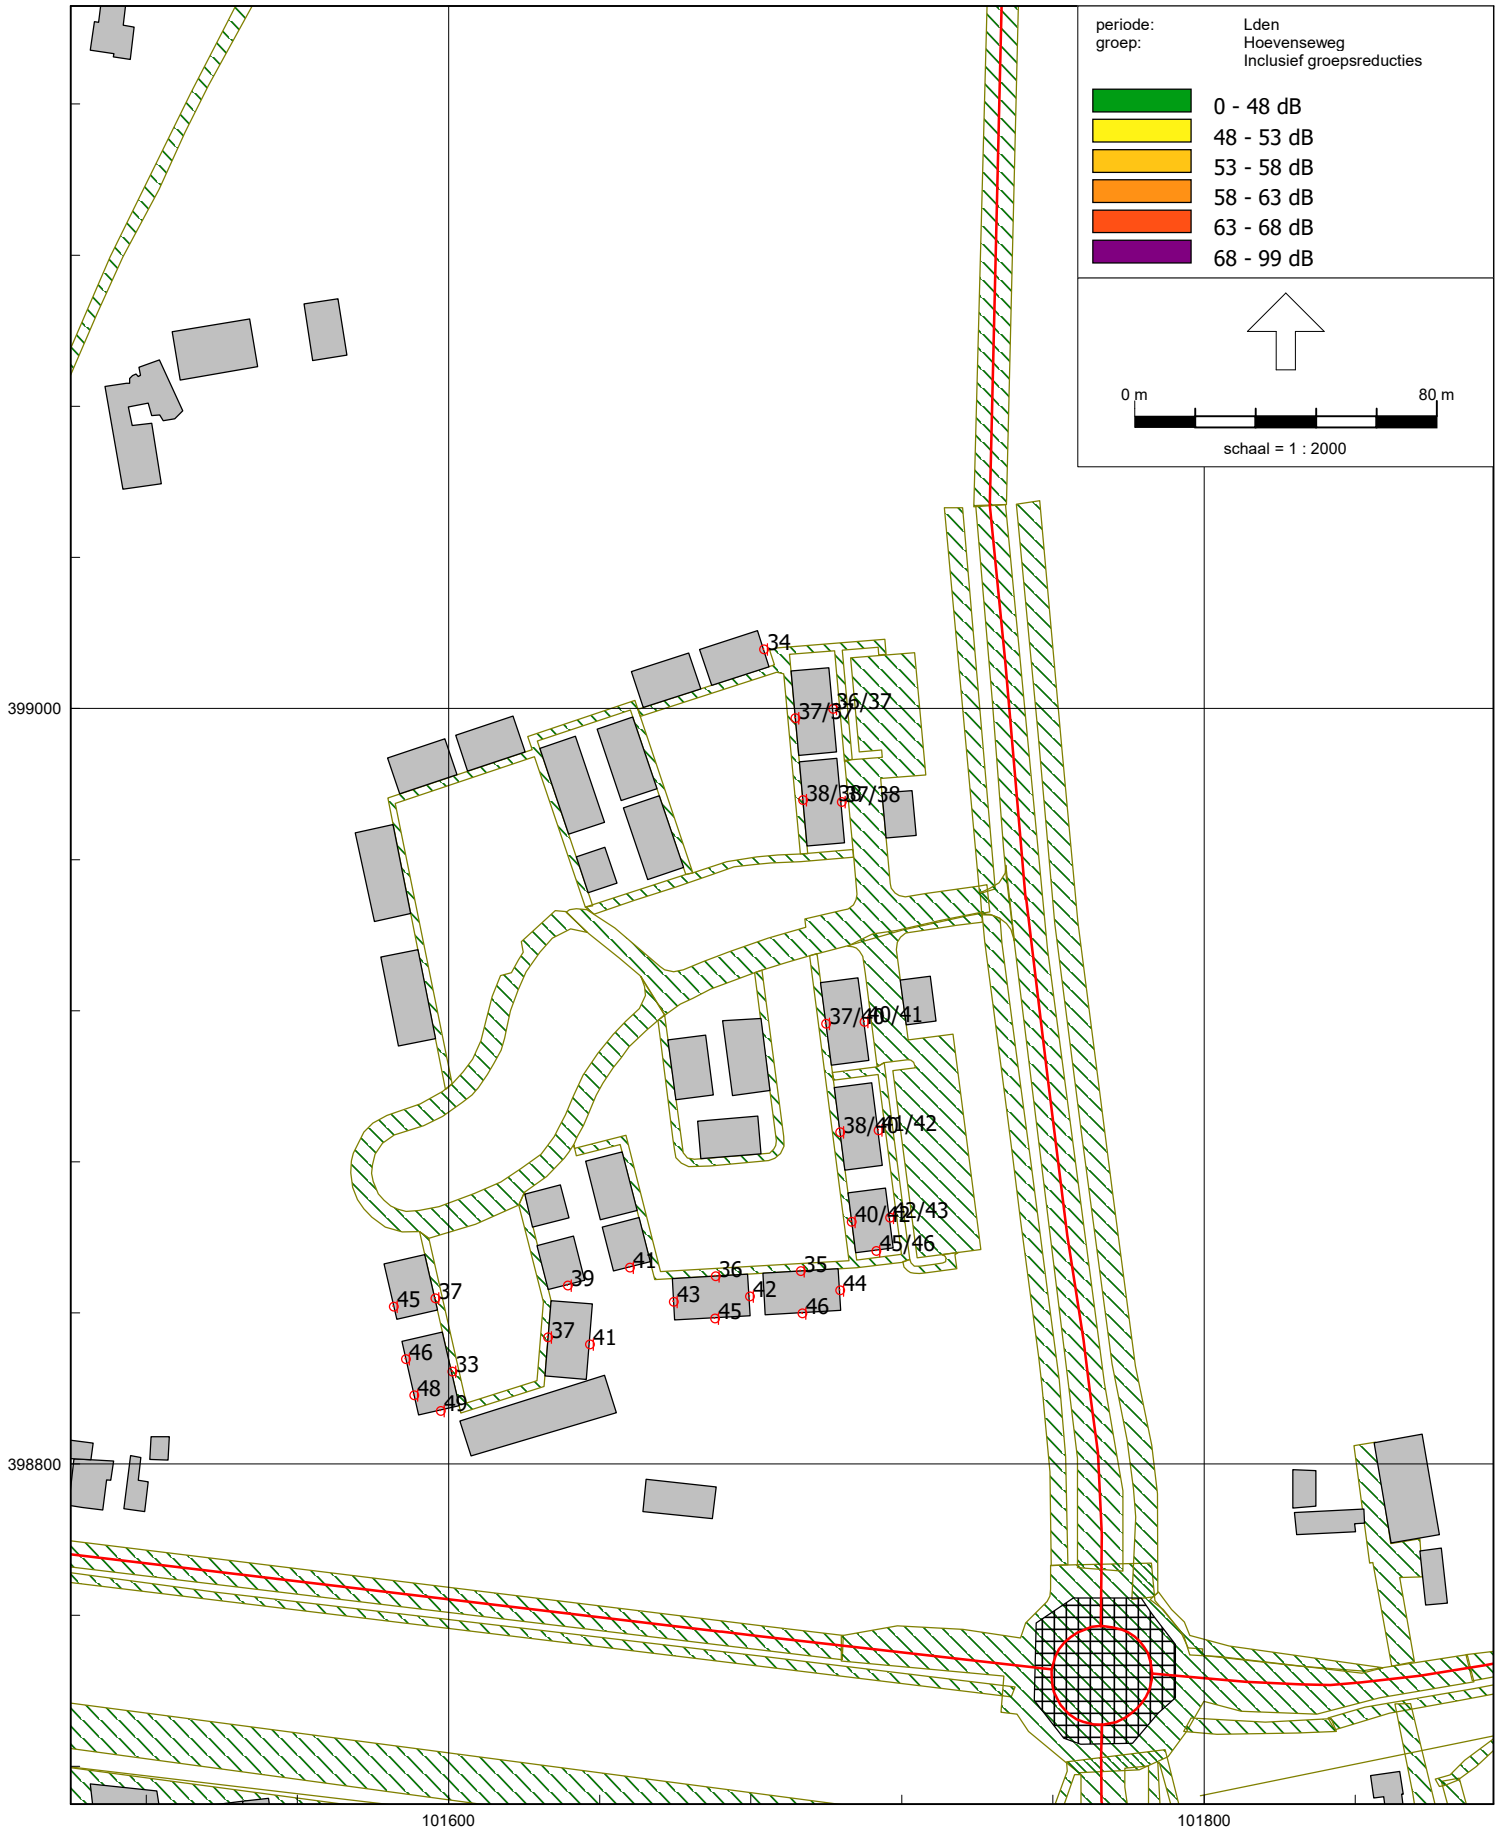 periode: Lden
groep: Hoevenseweg
Inclusief groepsreducties
0 - 48 dB
48 - 53 dB
53 - 58 dB
58 - 63 dB
63 - 68 dB
68 - 99 dB
0 m 80 m
schaal = 1 : 2000
34
399000
37/37 36/37
38/38 37/38
37/40 40/41
38/40 41/42
40/42 42/43
45/46
41 36 35
39 44
45 37 43 42
45 46
37 41
46 33
48
49
398800
101600 101800